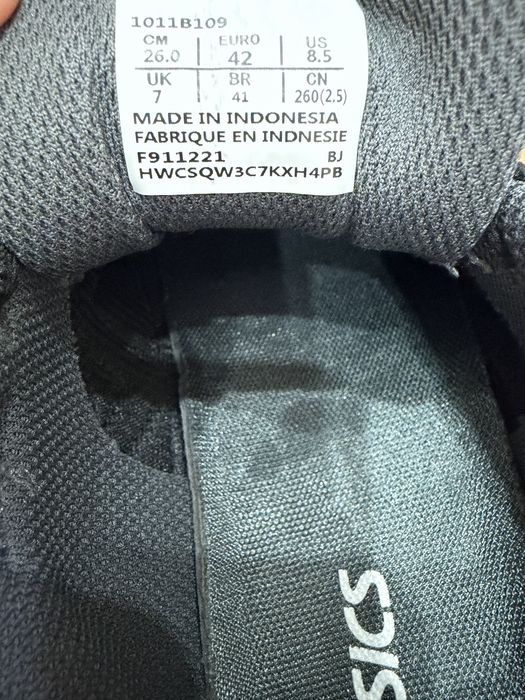 1011B109
CM EURO US
26.0 42 8.5
UK BR CN
7 41 260(2.5)
MADE IN INDONESIA
FABRIQUE EN INDNESIE
F911221 BJ
HWCSQW3C7KXH4PB
SICS